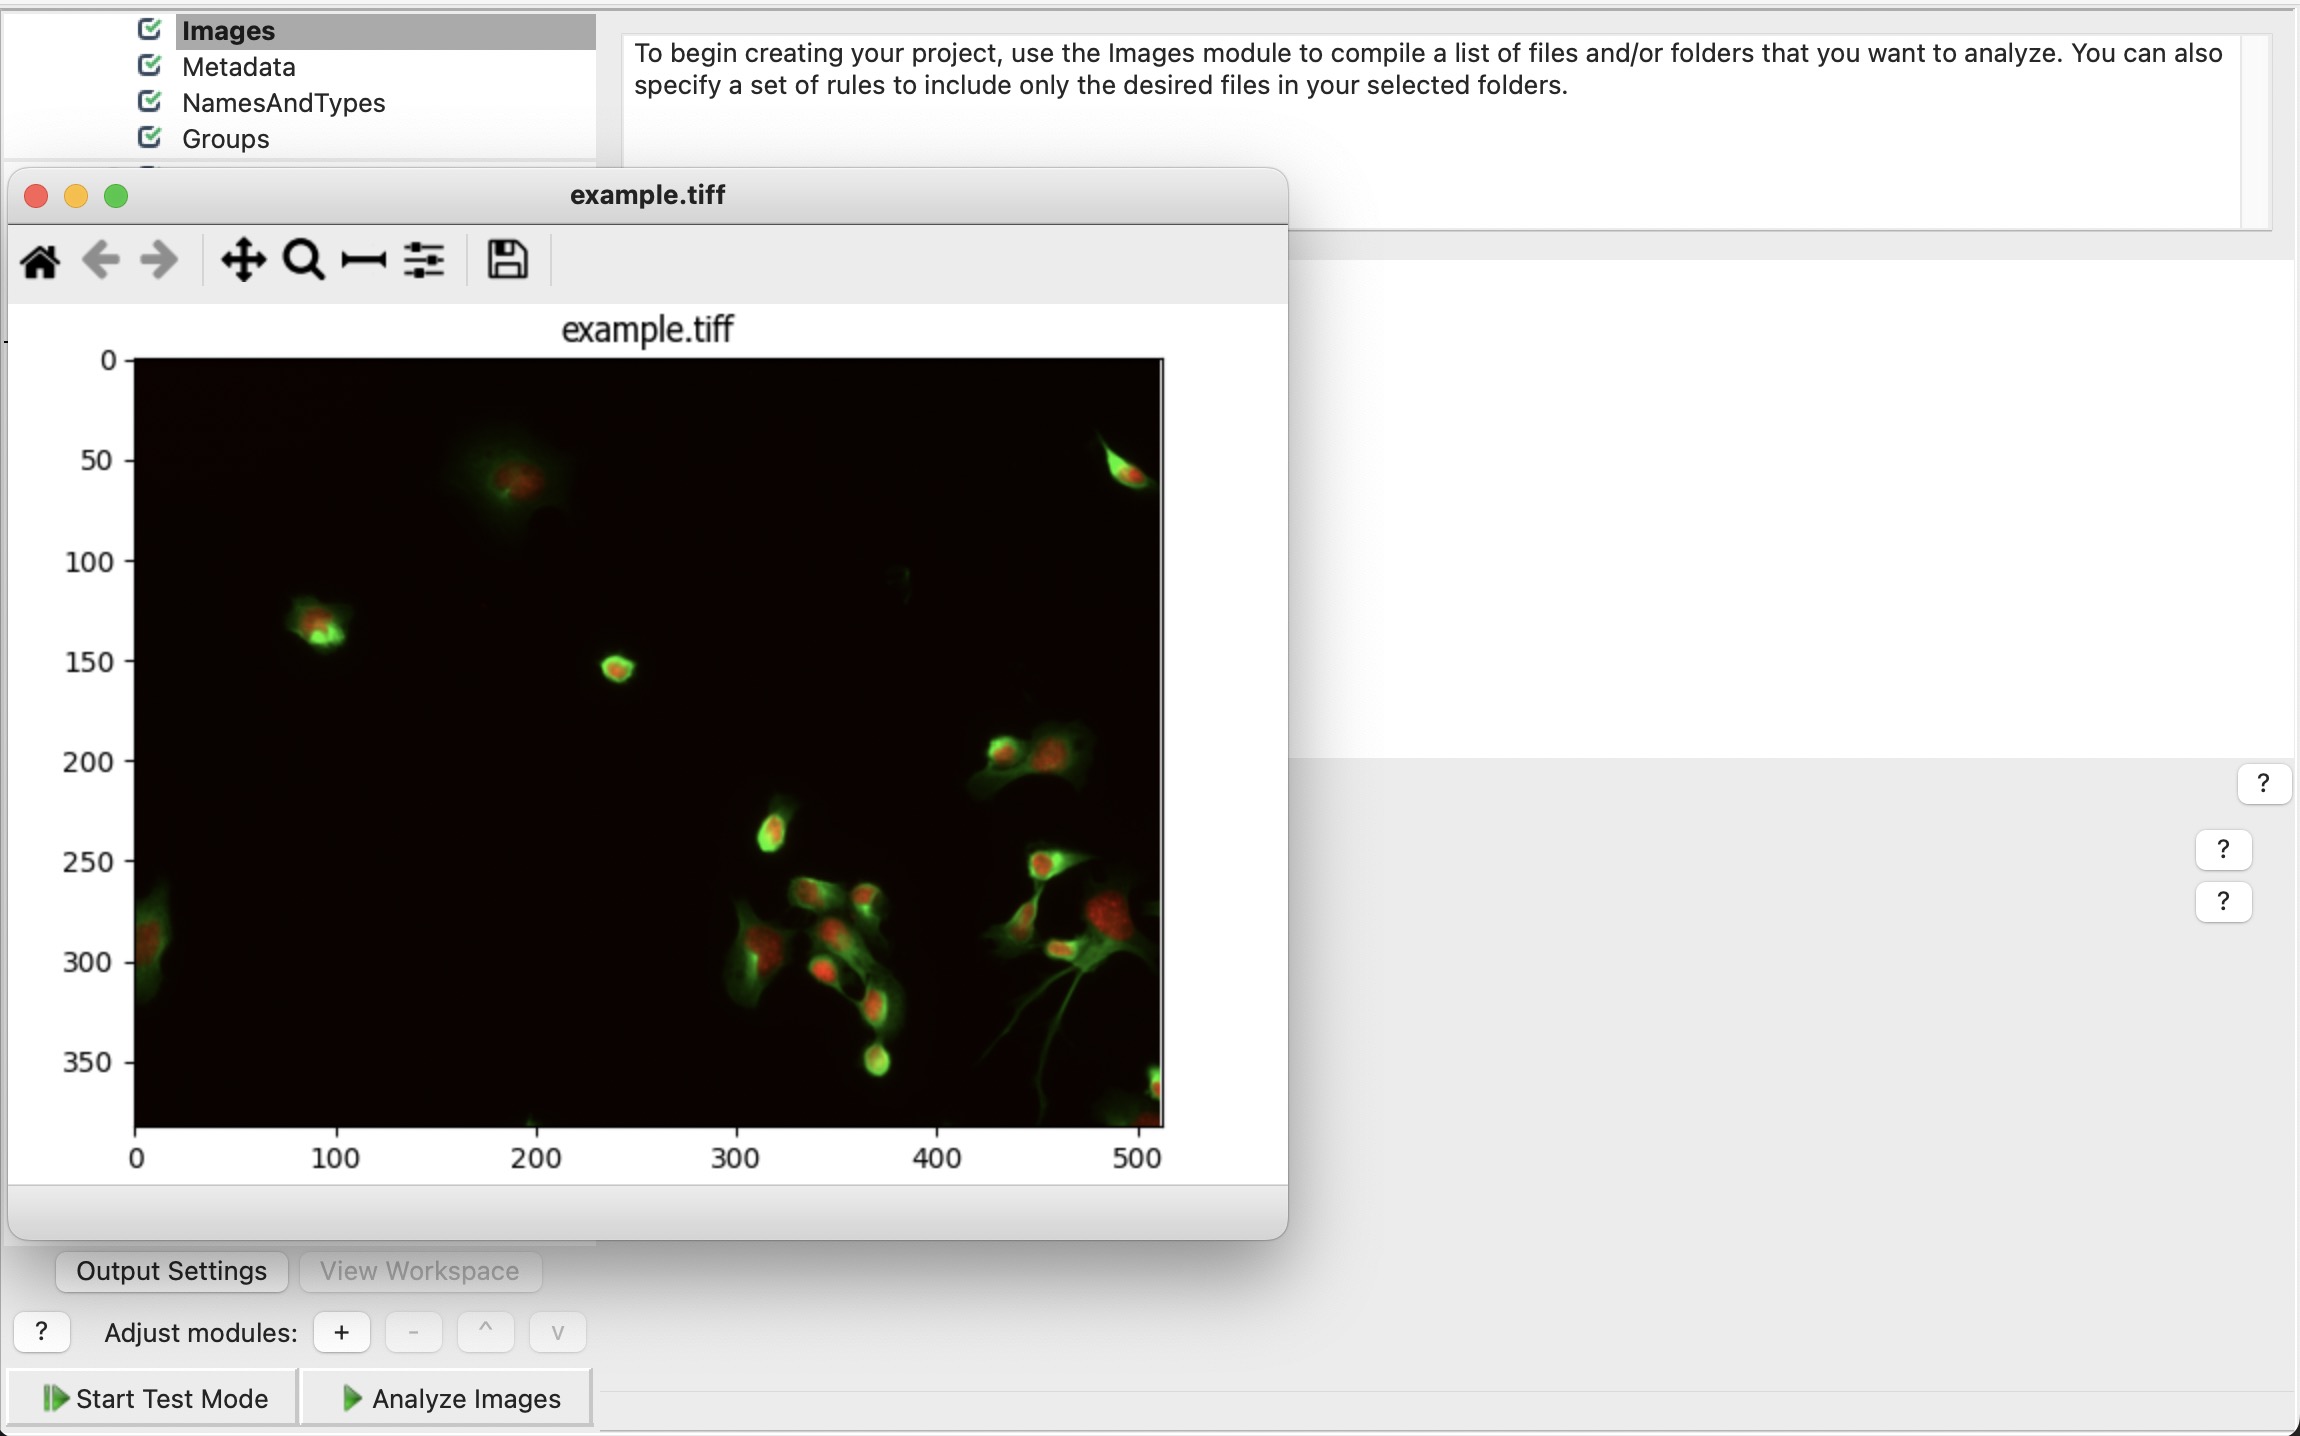 Images
Metadata
NamesAndTypes
Groups
To begin creating your project, use the Images module to compile a list of files and/or folders that you want to analyze. You can also
specify a set of rules to include only the desired files in your selected folders.
example.tiff
example.tiff
0
50
100
150
200
250
300
350
0 100 200 300 400 500
?
?
?
Output Settings View Workspace
? Adjust modules: + - ^ v
Start Test Mode Analyze Images